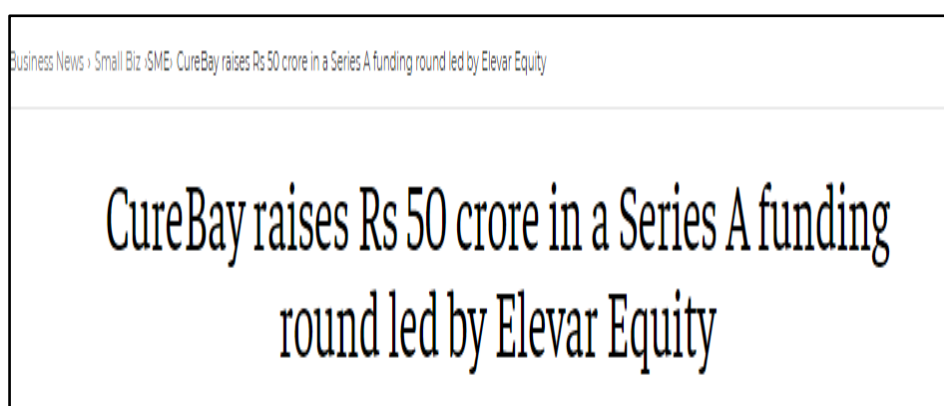 Business News › Small Biz ›SME› CureBay raises Rs 50 crore in a Series A funding round led by Elevar Equity
CureBay raises Rs 50 crore in a Series A funding
round led by Elevar Equity